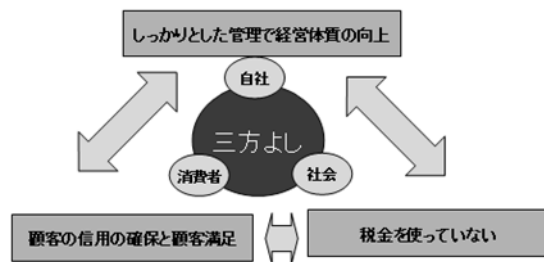 しっかりとした管理で経営体質の向上
自社
三方よし
消費者
社会
顧客の信用の確保と顧客満足
税金を使っていない